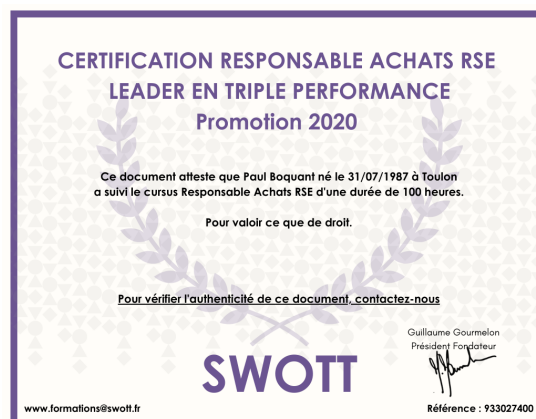 CERTIFICATION RESPONSABLE ACHATS RSE
LEADER EN TRIPLE PERFORMANCE
Promotion 2020
Ce document atteste que Paul Boquant né le 31/07/1987 à Toulon
a suivi le cursus Responsable Achats RSE d'une durée de 100 heures.
Pour valoir ce que de droit.
Pour vérifier l'authenticité de ce document, contactez-nous
Guillaume Gourmelon
Président Fondateur
SWOTT
www.formations@swott.fr
Référence : 933027400